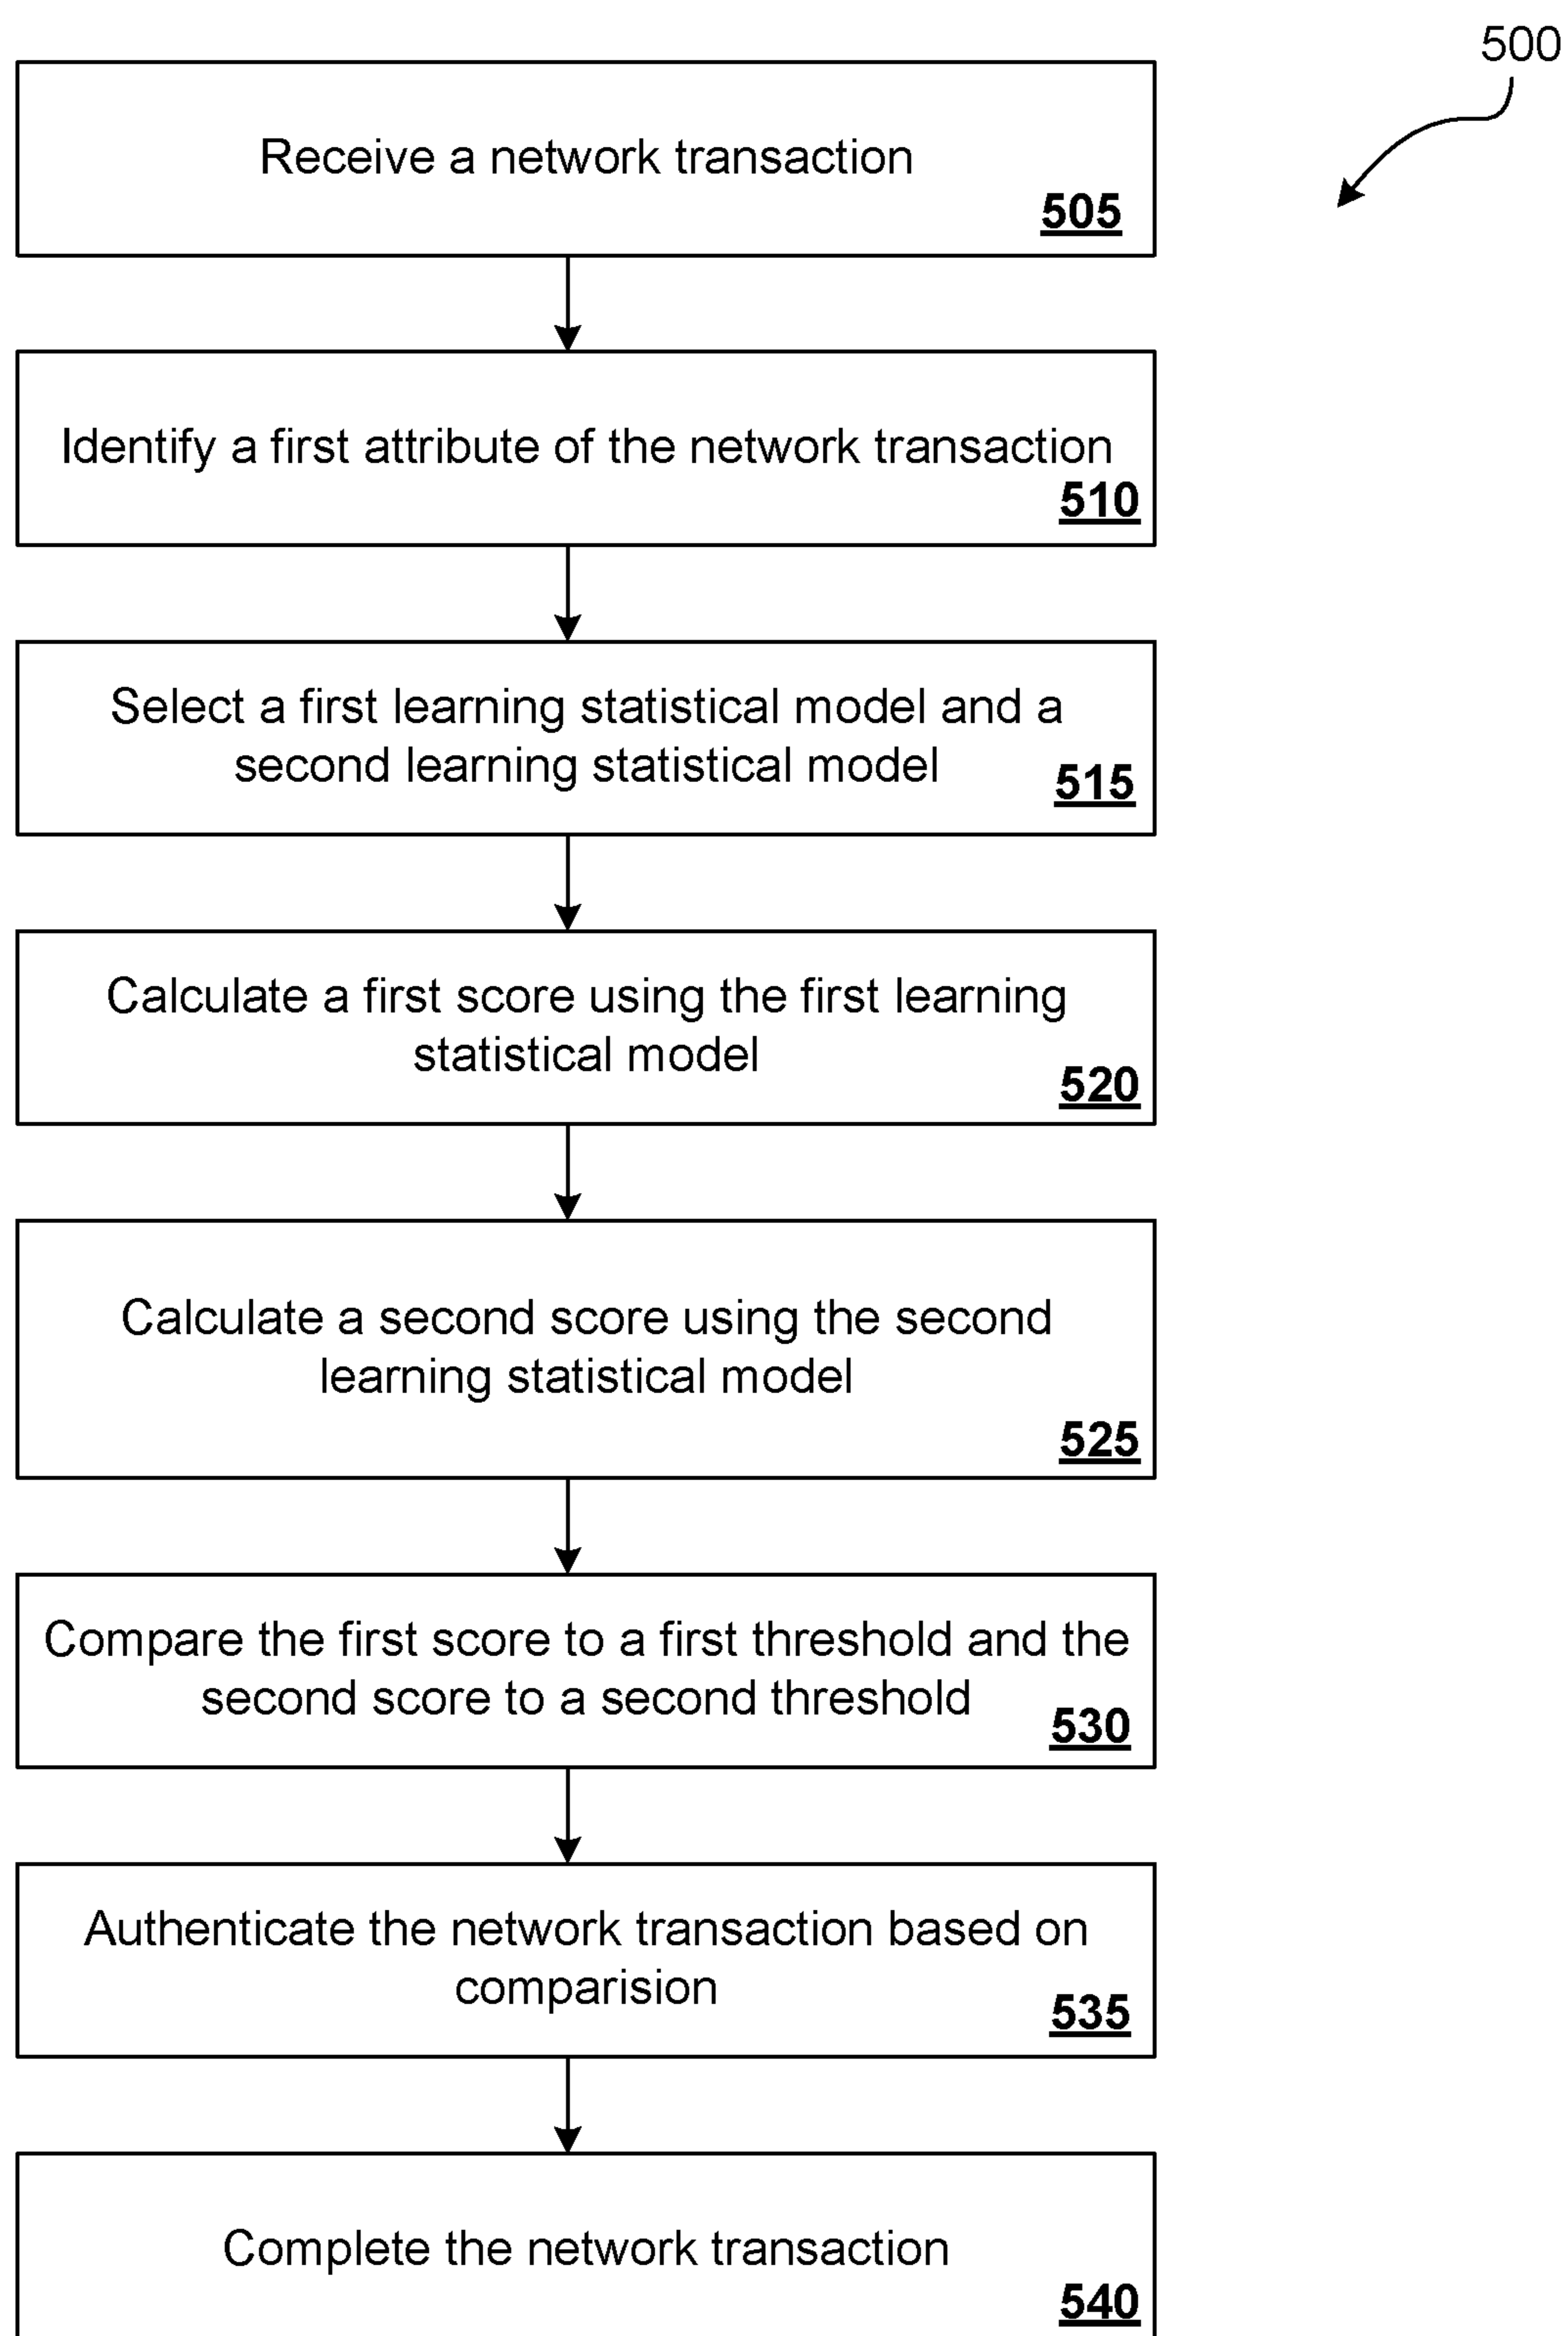 500
Receive a network transaction
505
Identify a first attribute of the network transaction
510
Select a first learning statistical model and a
second learning statistical model
515
Calculate a first score using the first learning
statistical model
520
Calculate a second score using the second
learning statistical model
525
Compare the first score to a first threshold and the
second score to a second threshold
530
Authenticate the network transaction based on
comparision
535
Complete the network transaction
540